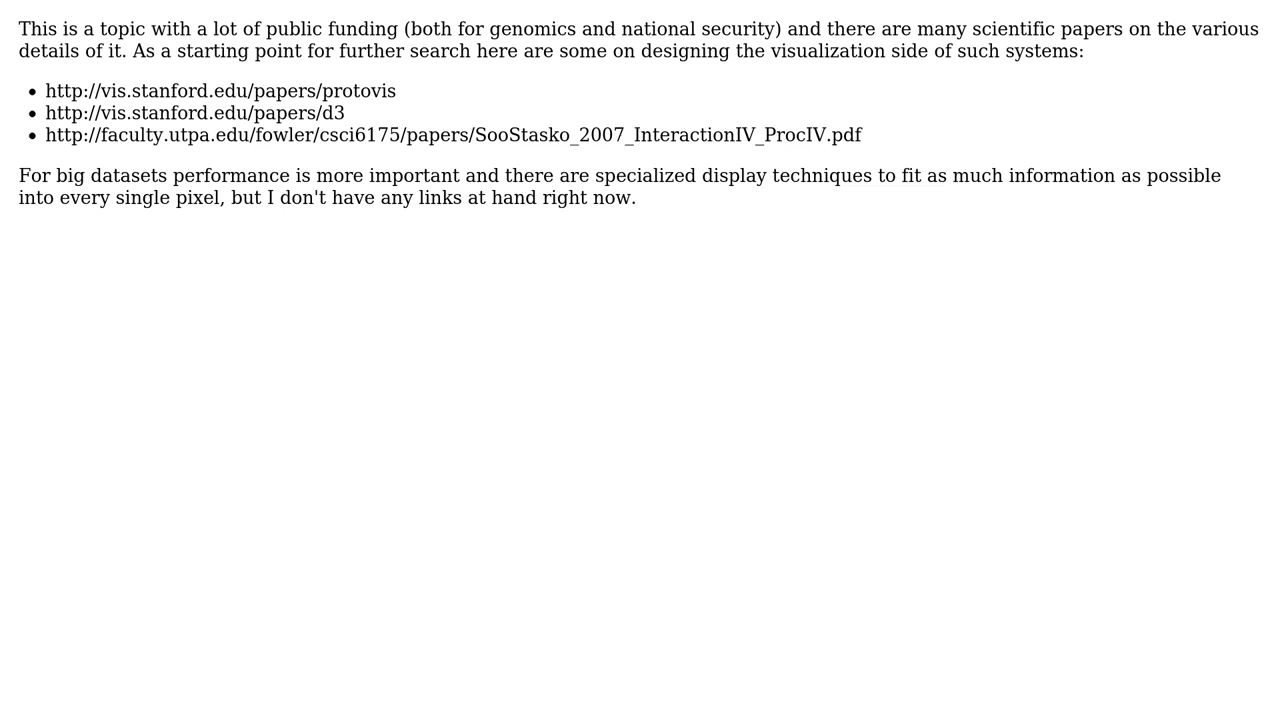 This is a topic with a lot of public funding (both for genomics and national security) and there are many scientific papers on the various
details of it. As a starting point for further search here are some on designing the visualization side of such systems:
• http://vis.stanford.edu/papers/protovis
• http://vis.stanford.edu/papers/d3
• http://faculty.utpa.edu/fowler/csci6175/papers/SooStasko_2007_InteractionIV_ProcIV.pdf
For big datasets performance is more important and there are specialized display techniques to fit as much information as possible
into every single pixel, but I don't have any links at hand right now.